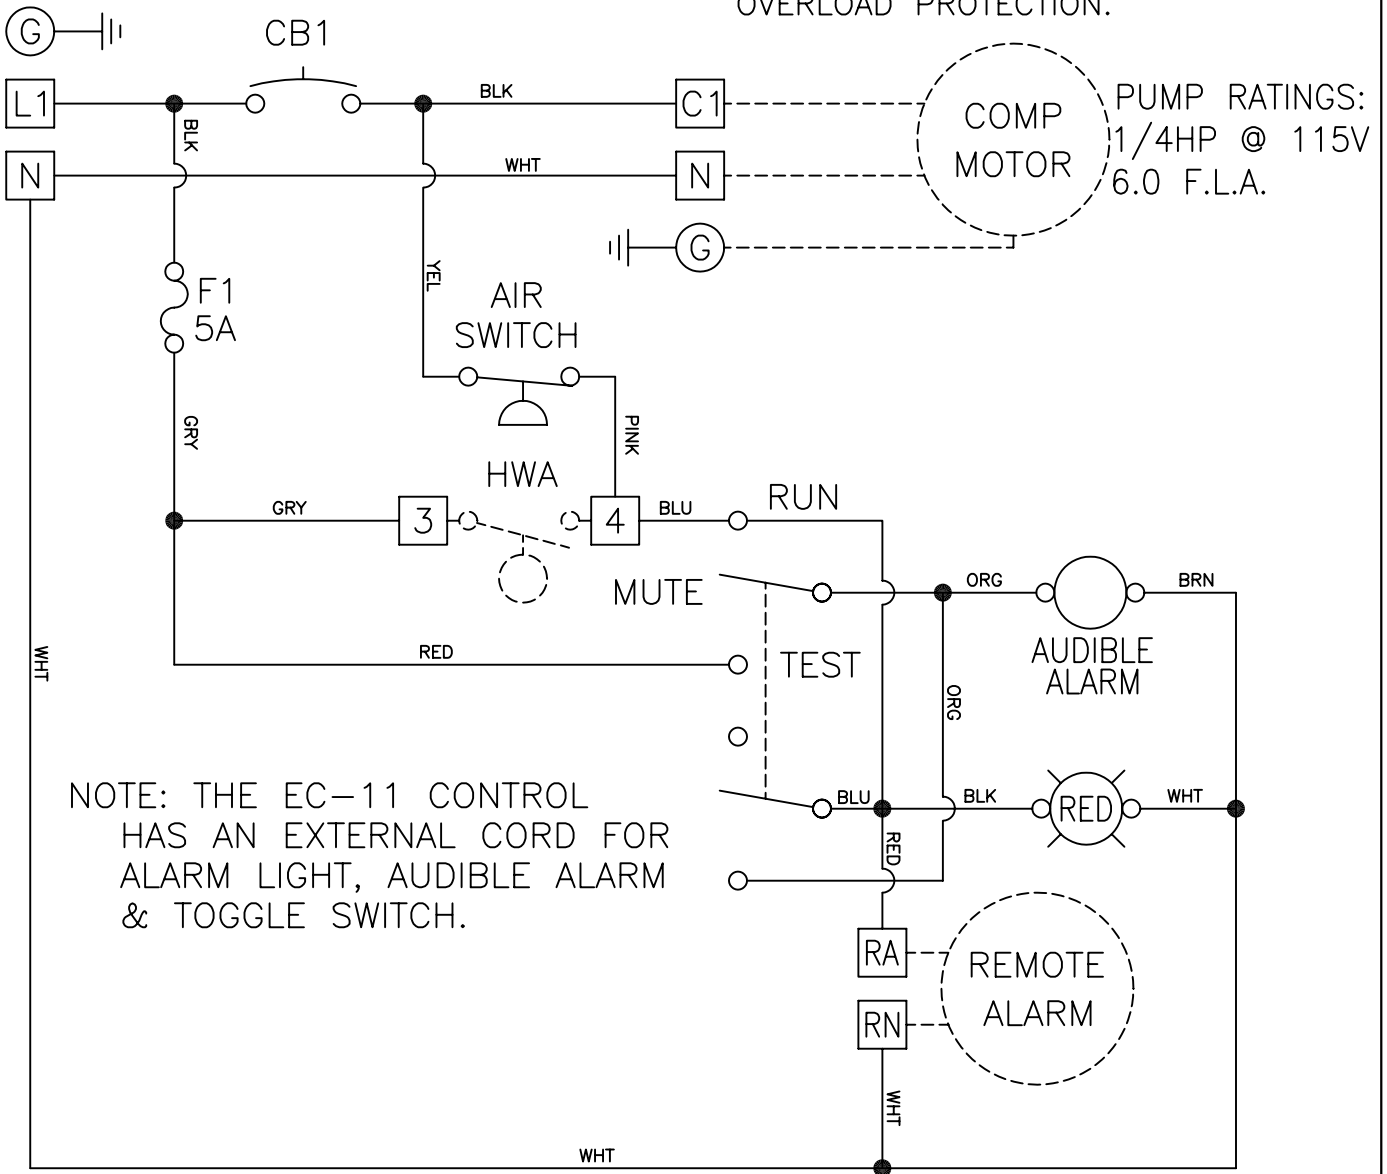 OVERLOAD PROTECTION.
G
CB1
L1
BLK
C1
COMP
MOTOR
PUMP RATINGS:
1/4HP @ 115V
6.0 F.L.A.
BLK
N
WHT
N
G
YEL
F1
5A
AIR
SWITCH
GRY
PINK
HWA
GRY
3
4
BLU
RUN
MUTE
ORG
BRN
AUDIBLE
ALARM
WHT
RED
TEST
ORG
NOTE: THE EC-11 CONTROL
HAS AN EXTERNAL CORD FOR
ALARM LIGHT, AUDIBLE ALARM
& TOGGLE SWITCH.
BLU
BLK
RED
WHT
RED
RA
REMOTE
ALARM
RN
WHT
WHT